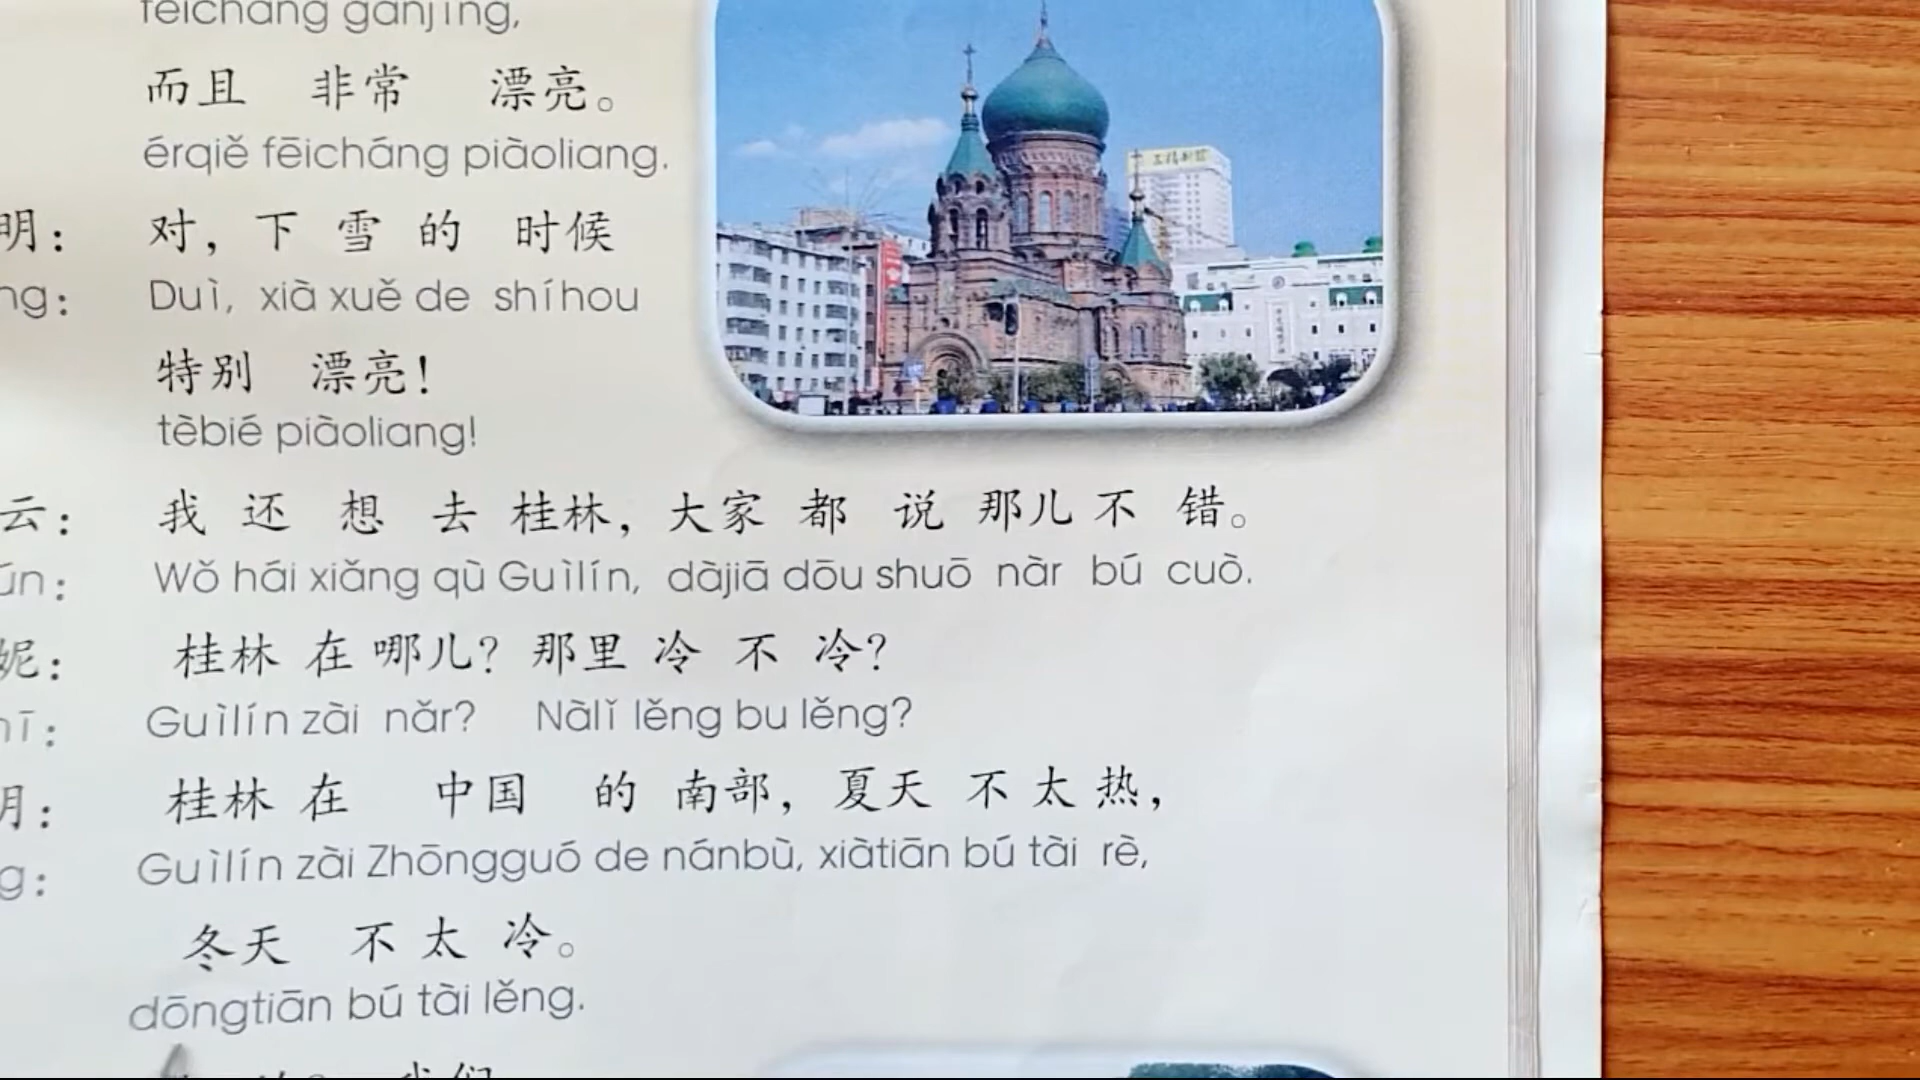 fēicháng gānjìng,
而且 非常 漂亮。
érqiě fēicháng piàoliang.
明： 对，下 雪 的 时候
ng: Duì, xià xuě de shíhou
特别 漂亮！
tèbié piàoliang!
云： 我 还 想 去 桂林，大家 都 说 那儿 不 错。
ún: Wǒ hái xiǎng qù Guìlín, dàjiā dōu shuō nàr bú cuò.
妮： 桂林 在 哪儿？那里 冷 不 冷？
nī: Guìlín zài nǎr? Nàlǐ lěng bu lěng?
明： 桂林 在 中国 的 南部，夏天 不 太 热，
g: Guìlín zài Zhōngguó de nánbù, xiàtiān bú tài rè,
冬天 不 太 冷。
dōngtiān bú tài lěng.
我们